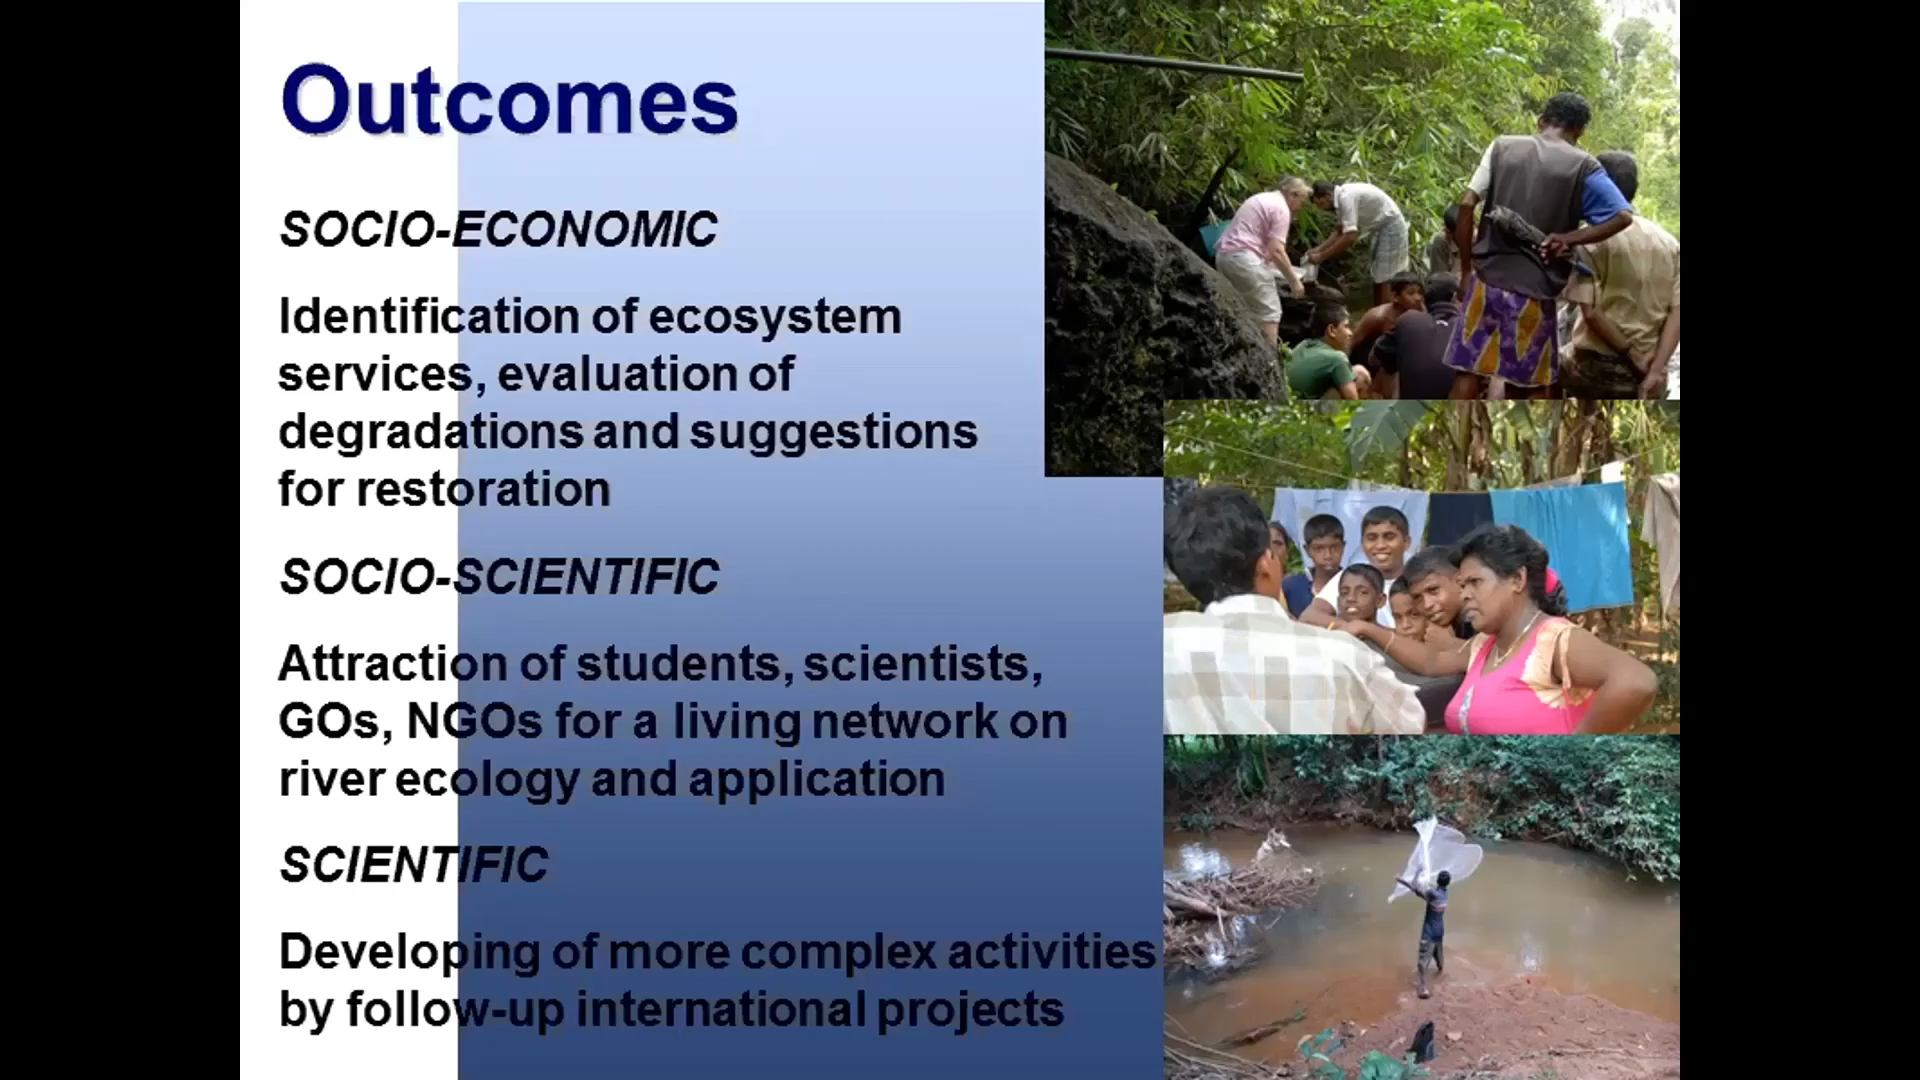 Outcomes
SOCIO-ECONOMIC
Identification of ecosystem
services, evaluation of
degradations and suggestions
for restoration
SOCIO-SCIENTIFIC
Attraction of students, scientists,
GOs, NGOs for a living network on
river ecology and application
SCIENTIFIC
Developing of more complex activities
by follow-up international projects